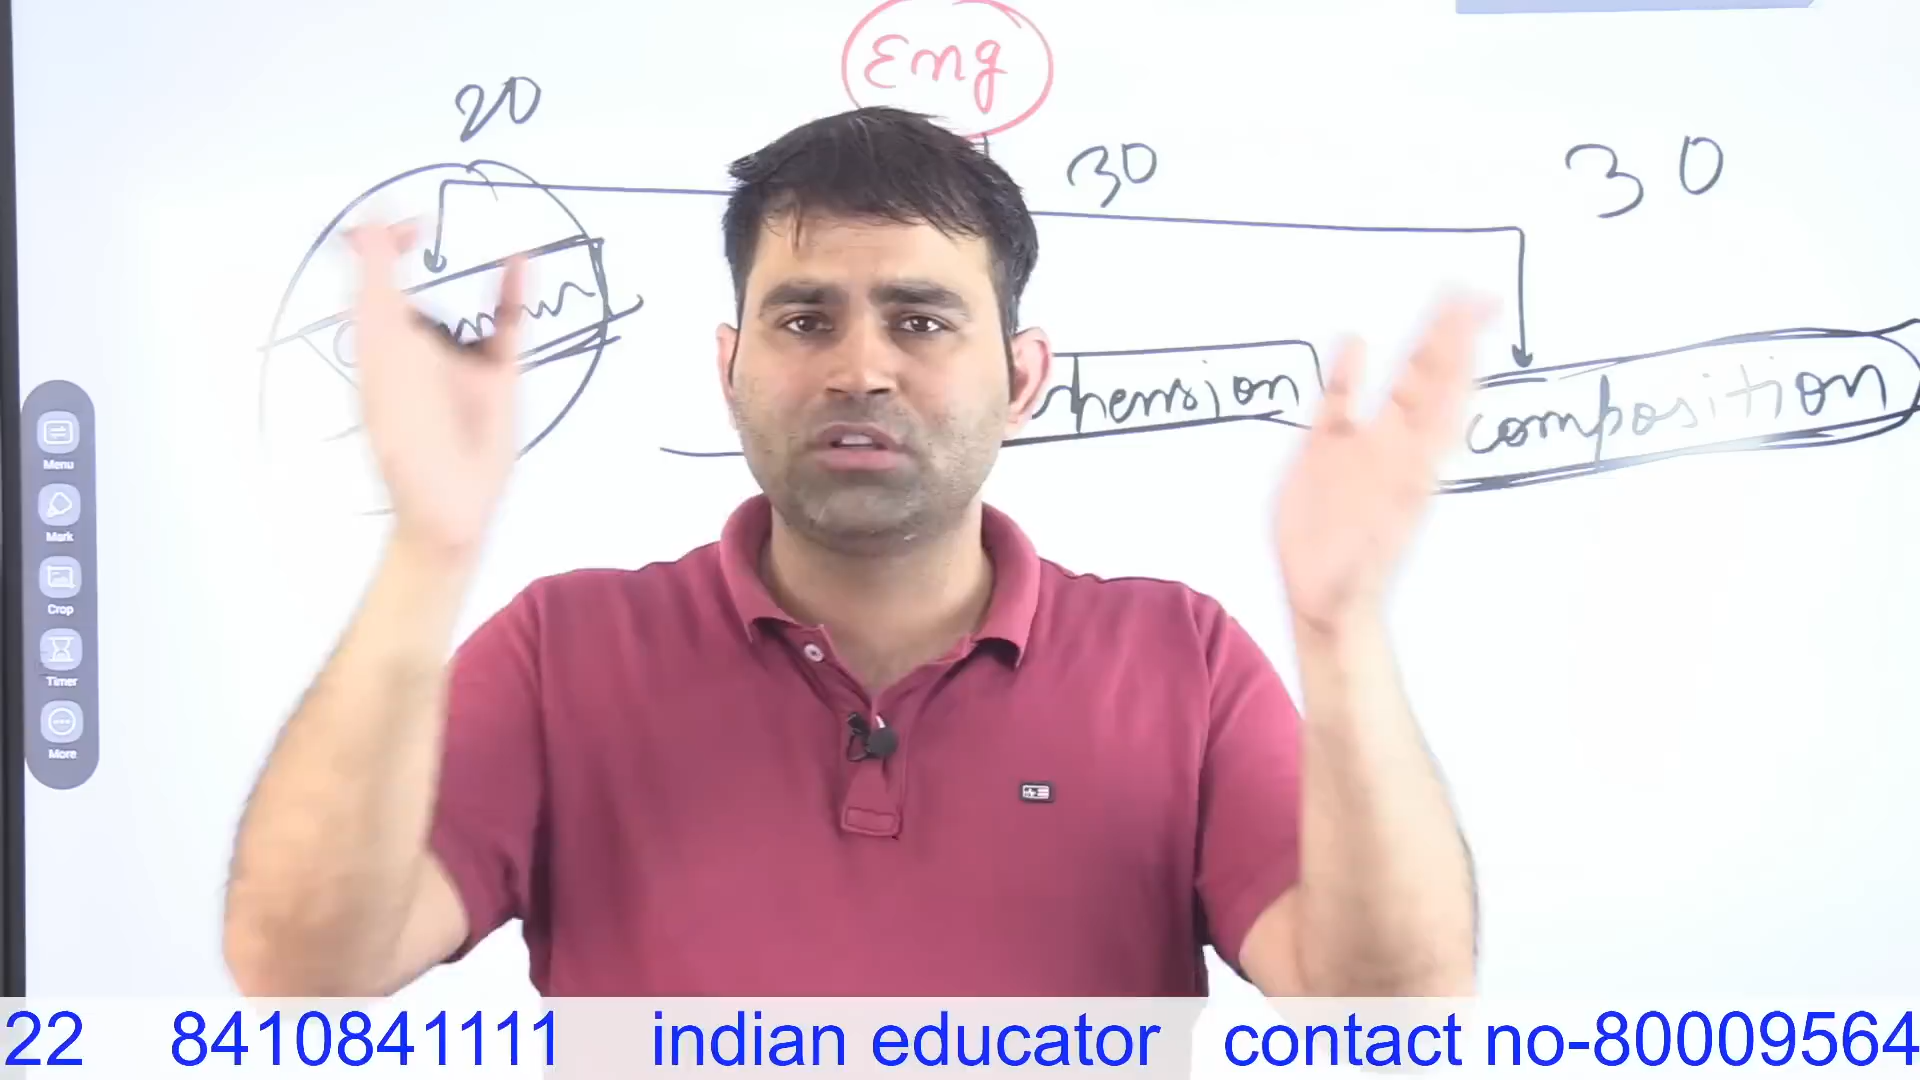 Eng
20
30
30
hension
composition
Menu
Mark
Crop
Timer
More
22 8410841111 indian educator contact no-80009564